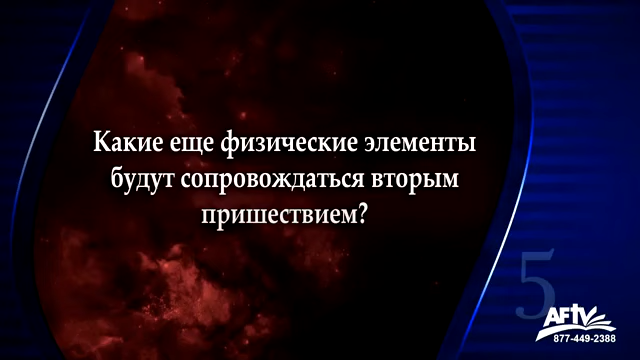 Какие еще физические элементы
будут сопровождаться вторым
пришествием?
5
AFTV
877-449-2388